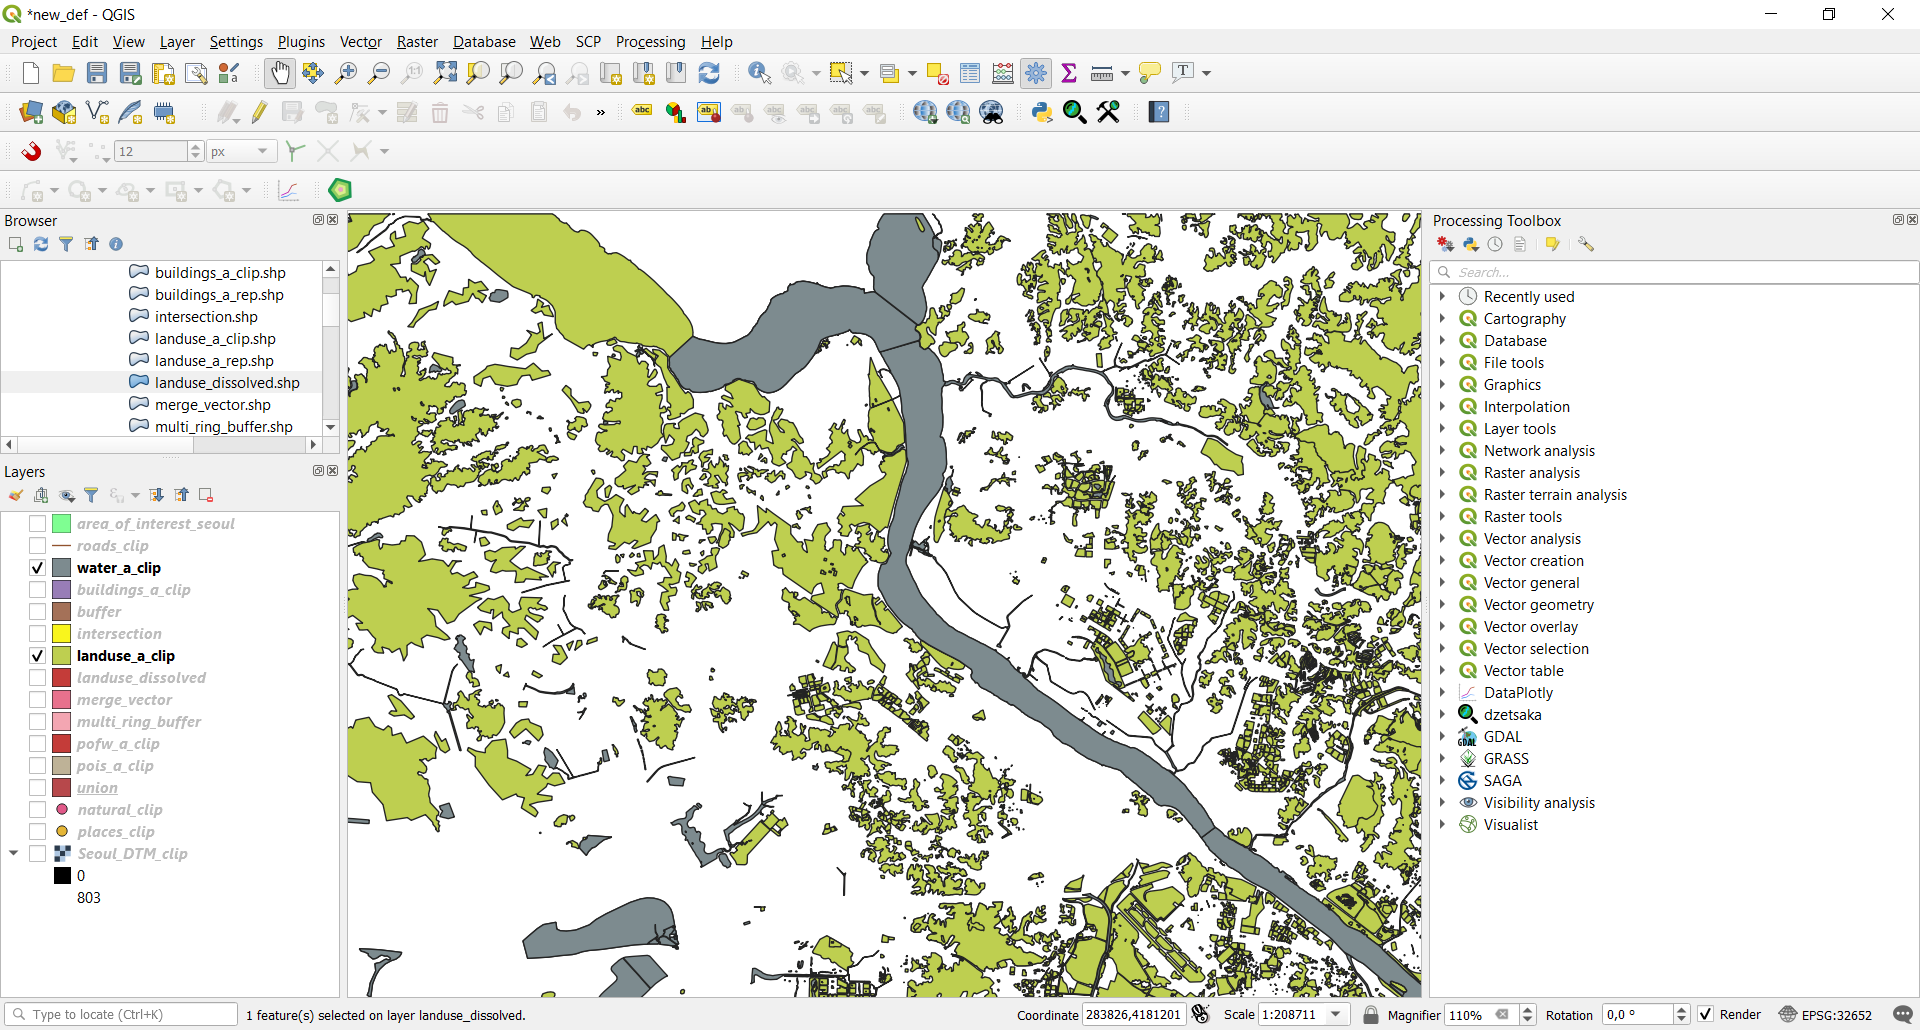 *new_def - QGIS
Project Edit View Layer Settings Plugins Vector Raster Database Web SCP Processing Help
12 px
Browser
buildings_a_clip.shp
buildings_a_rep.shp
intersection.shp
landuse_a_clip.shp
landuse_a_rep.shp
landuse_dissolved.shp
merge_vector.shp
multi_ring_buffer.shp
Layers
area_of_interest_seoul
roads_clip
water_a_clip
buildings_a_clip
buffer
intersection
landuse_a_clip
landuse_dissolved
merge_vector
multi_ring_buffer
pofw_a_clip
pois_a_clip
union
natural_clip
places_clip
Seoul_DTM_clip
0
803
Processing Toolbox
Search...
Recently used
Cartography
Database
File tools
Graphics
Interpolation
Layer tools
Network analysis
Raster analysis
Raster terrain analysis
Raster tools
Vector analysis
Vector creation
Vector general
Vector geometry
Vector overlay
Vector selection
Vector table
DataPlotly
dzetsaka
GDAL
GRASS
SAGA
Visibility analysis
Visualist
Type to locate (Ctrl+K) 1 feature(s) selected on layer landuse_dissolved. Coordinate 283826,4181201 Scale 1:208711 Magnifier 110% Rotation 0,0 ° Render EPSG:32652